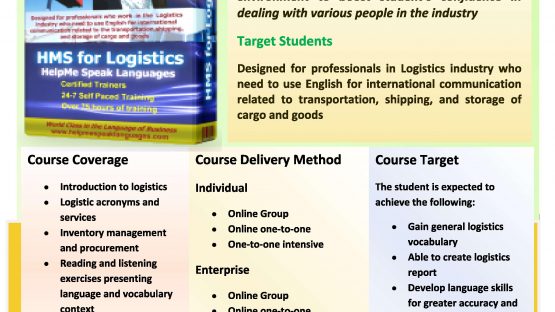 Designed for professionals who work in the Logistics
industry who need to use English for international
communication related to the transportation, shipping,
and storage of cargo and goods.
HMS for Logistics
HelpMe Speak Languages
Certified Trainers
24-7 Self Paced Training
Over 25 hours of training
World Class in the Language of Business
www.helpmespeaklanguages.com
HMS for Log
dealing with various people in the industry
Target Students
Designed for professionals in Logistics industry who
need to use English for international communication
related to transportation, shipping, and storage of
cargo and goods
Course Coverage
• Introduction to logistics
• Logistic acronyms and
services
• Inventory management
and procurement
• Reading and listening
exercises presenting
language and vocabulary
context
Course Delivery Method
Individual
• Online Group
• Online one-to-one
• One-to-one intensive
Enterprise
• Online Group
• Online one-to-one
Course Target
The student is expected to
achieve the following:
• Gain general logistics
vocabulary
• Able to create logistics
report
• Develop language skills
for greater accuracy and